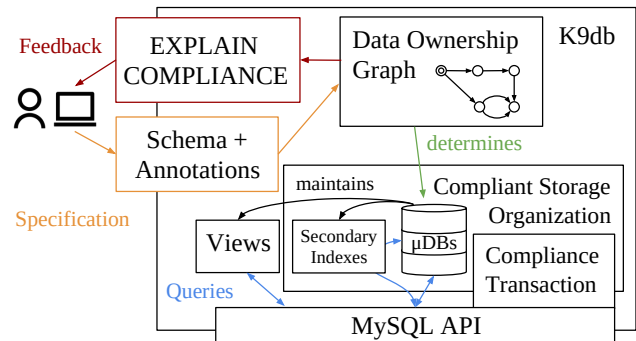 Feedback
EXPLAIN
COMPLIANCE
Data Ownership
Graph
K9db
Schema +
Annotations
determines
Specification
maintains
Compliant Storage
Organization
Views
Secondary
Indexes
μDBs
Compliance
Transaction
Queries
MySQL API